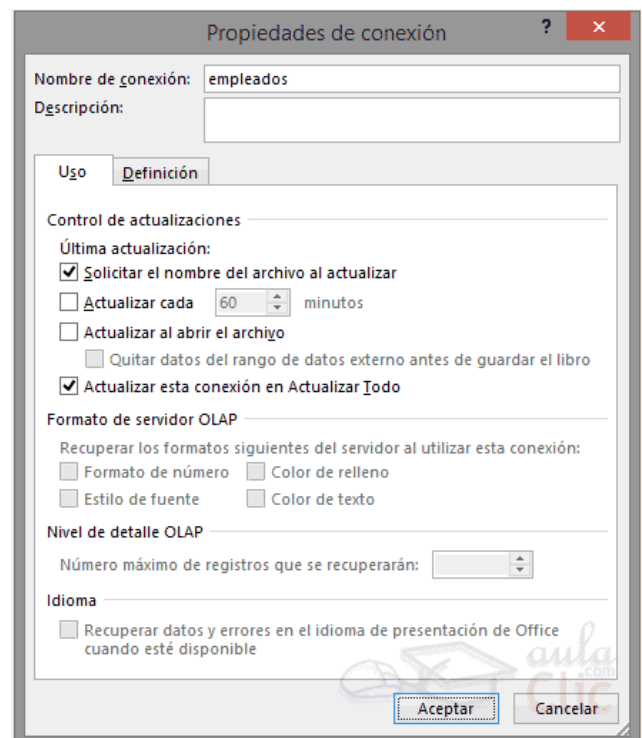 Propiedades de conexión ? ×
Nombre de conexión: empleados
Descripción:
Uso Definición
Control de actualizaciones
Última actualización:
Solicitar el nombre del archivo al actualizar
Actualizar cada 60 minutos
Actualizar al abrir el archivo
Quitar datos del rango de datos externo antes de guardar el libro
Actualizar esta conexión en Actualizar Todo
Formato de servidor OLAP
Recuperar los formatos siguientes del servidor al utilizar esta conexión:
Formato de número Color de relleno
Estilo de fuente Color de texto
Nivel de detalle OLAP
Número máximo de registros que se recuperarán:
Idioma
Recuperar datos y errores en el idioma de presentación de Office
cuando esté disponible
aula
.com
Clic
Aceptar Cancelar